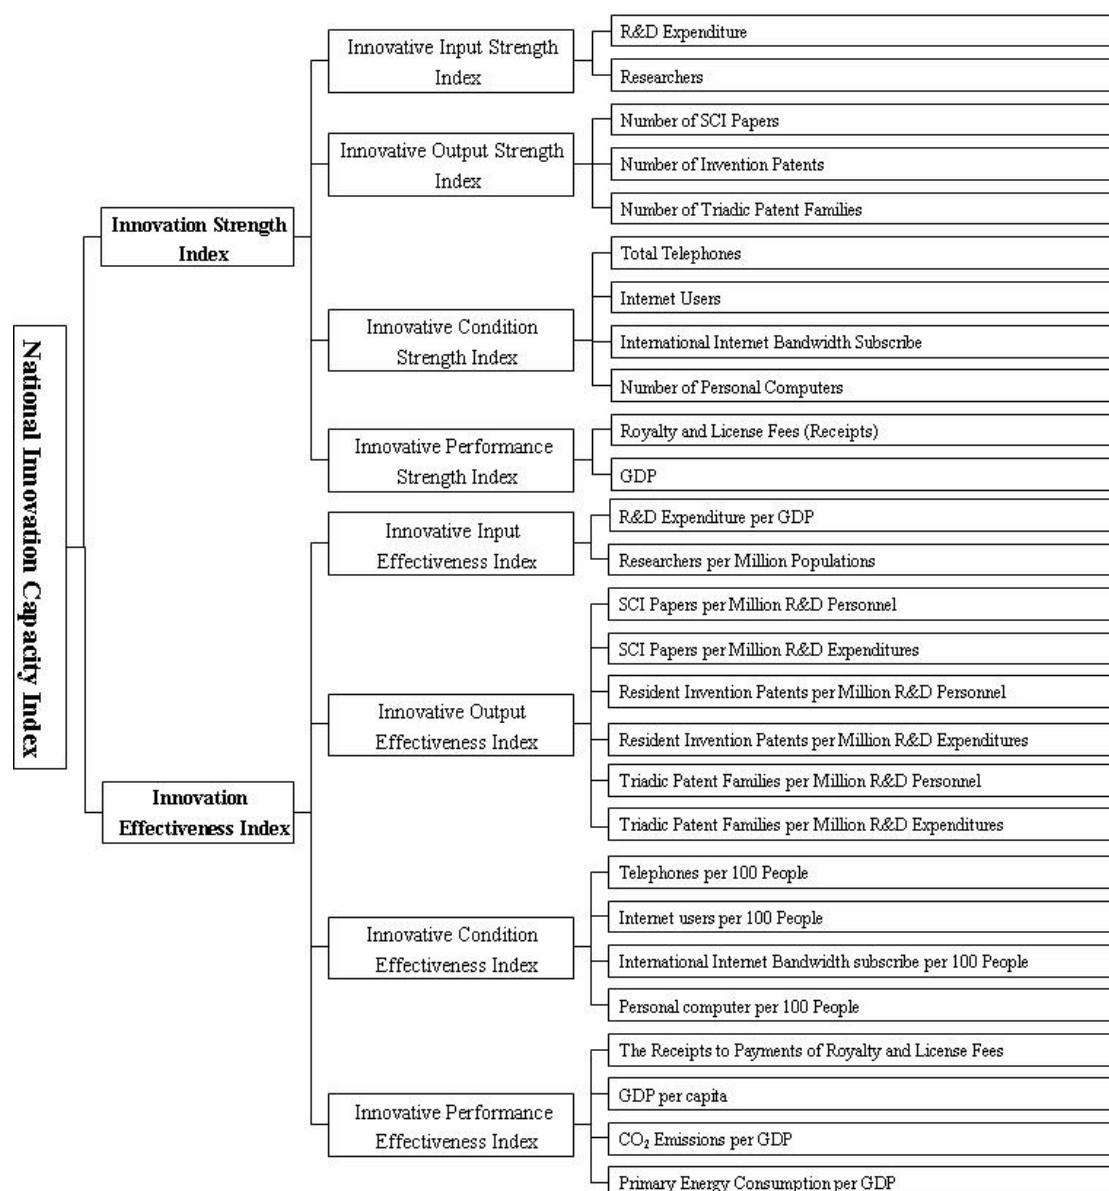 National Innovation Capacity Index
Innovation Strength
Index
Innovative Input Strength
Index
R&D Expenditure
Researchers
Innovative Output Strength
Index
Number of SCI Papers
Number of Invention Patents
Number of Triadic Patent Families
Innovative Condition
Strength Index
Total Telephones
Internet Users
International Internet Bandwidth Subscribe
Number of Personal Computers
Innovative Performance
Strength Index
Royalty and License Fees (Receipts)
GDP
Innovation
Effectiveness Index
Innovative Input
Effectiveness Index
R&D Expenditure per GDP
Researchers per Million Populations
Innovative Output
Effectiveness Index
SCI Papers per Million R&D Personnel
SCI Papers per Million R&D Expenditures
Resident Invention Patents per Million R&D Personnel
Resident Invention Patents per Million R&D Expenditures
Triadic Patent Families per Million R&D Personnel
Triadic Patent Families per Million R&D Expenditures
Innovative Condition
Effectiveness Index
Telephones per 100 People
Internet users per 100 People
International Internet Bandwidth subscribe per 100 People
Personal computer per 100 People
Innovative Performance
Effectiveness Index
The Receipts to Payments of Royalty and License Fees
GDP per capita
CO₂ Emissions per GDP
Primary Energy Consumption per GDP